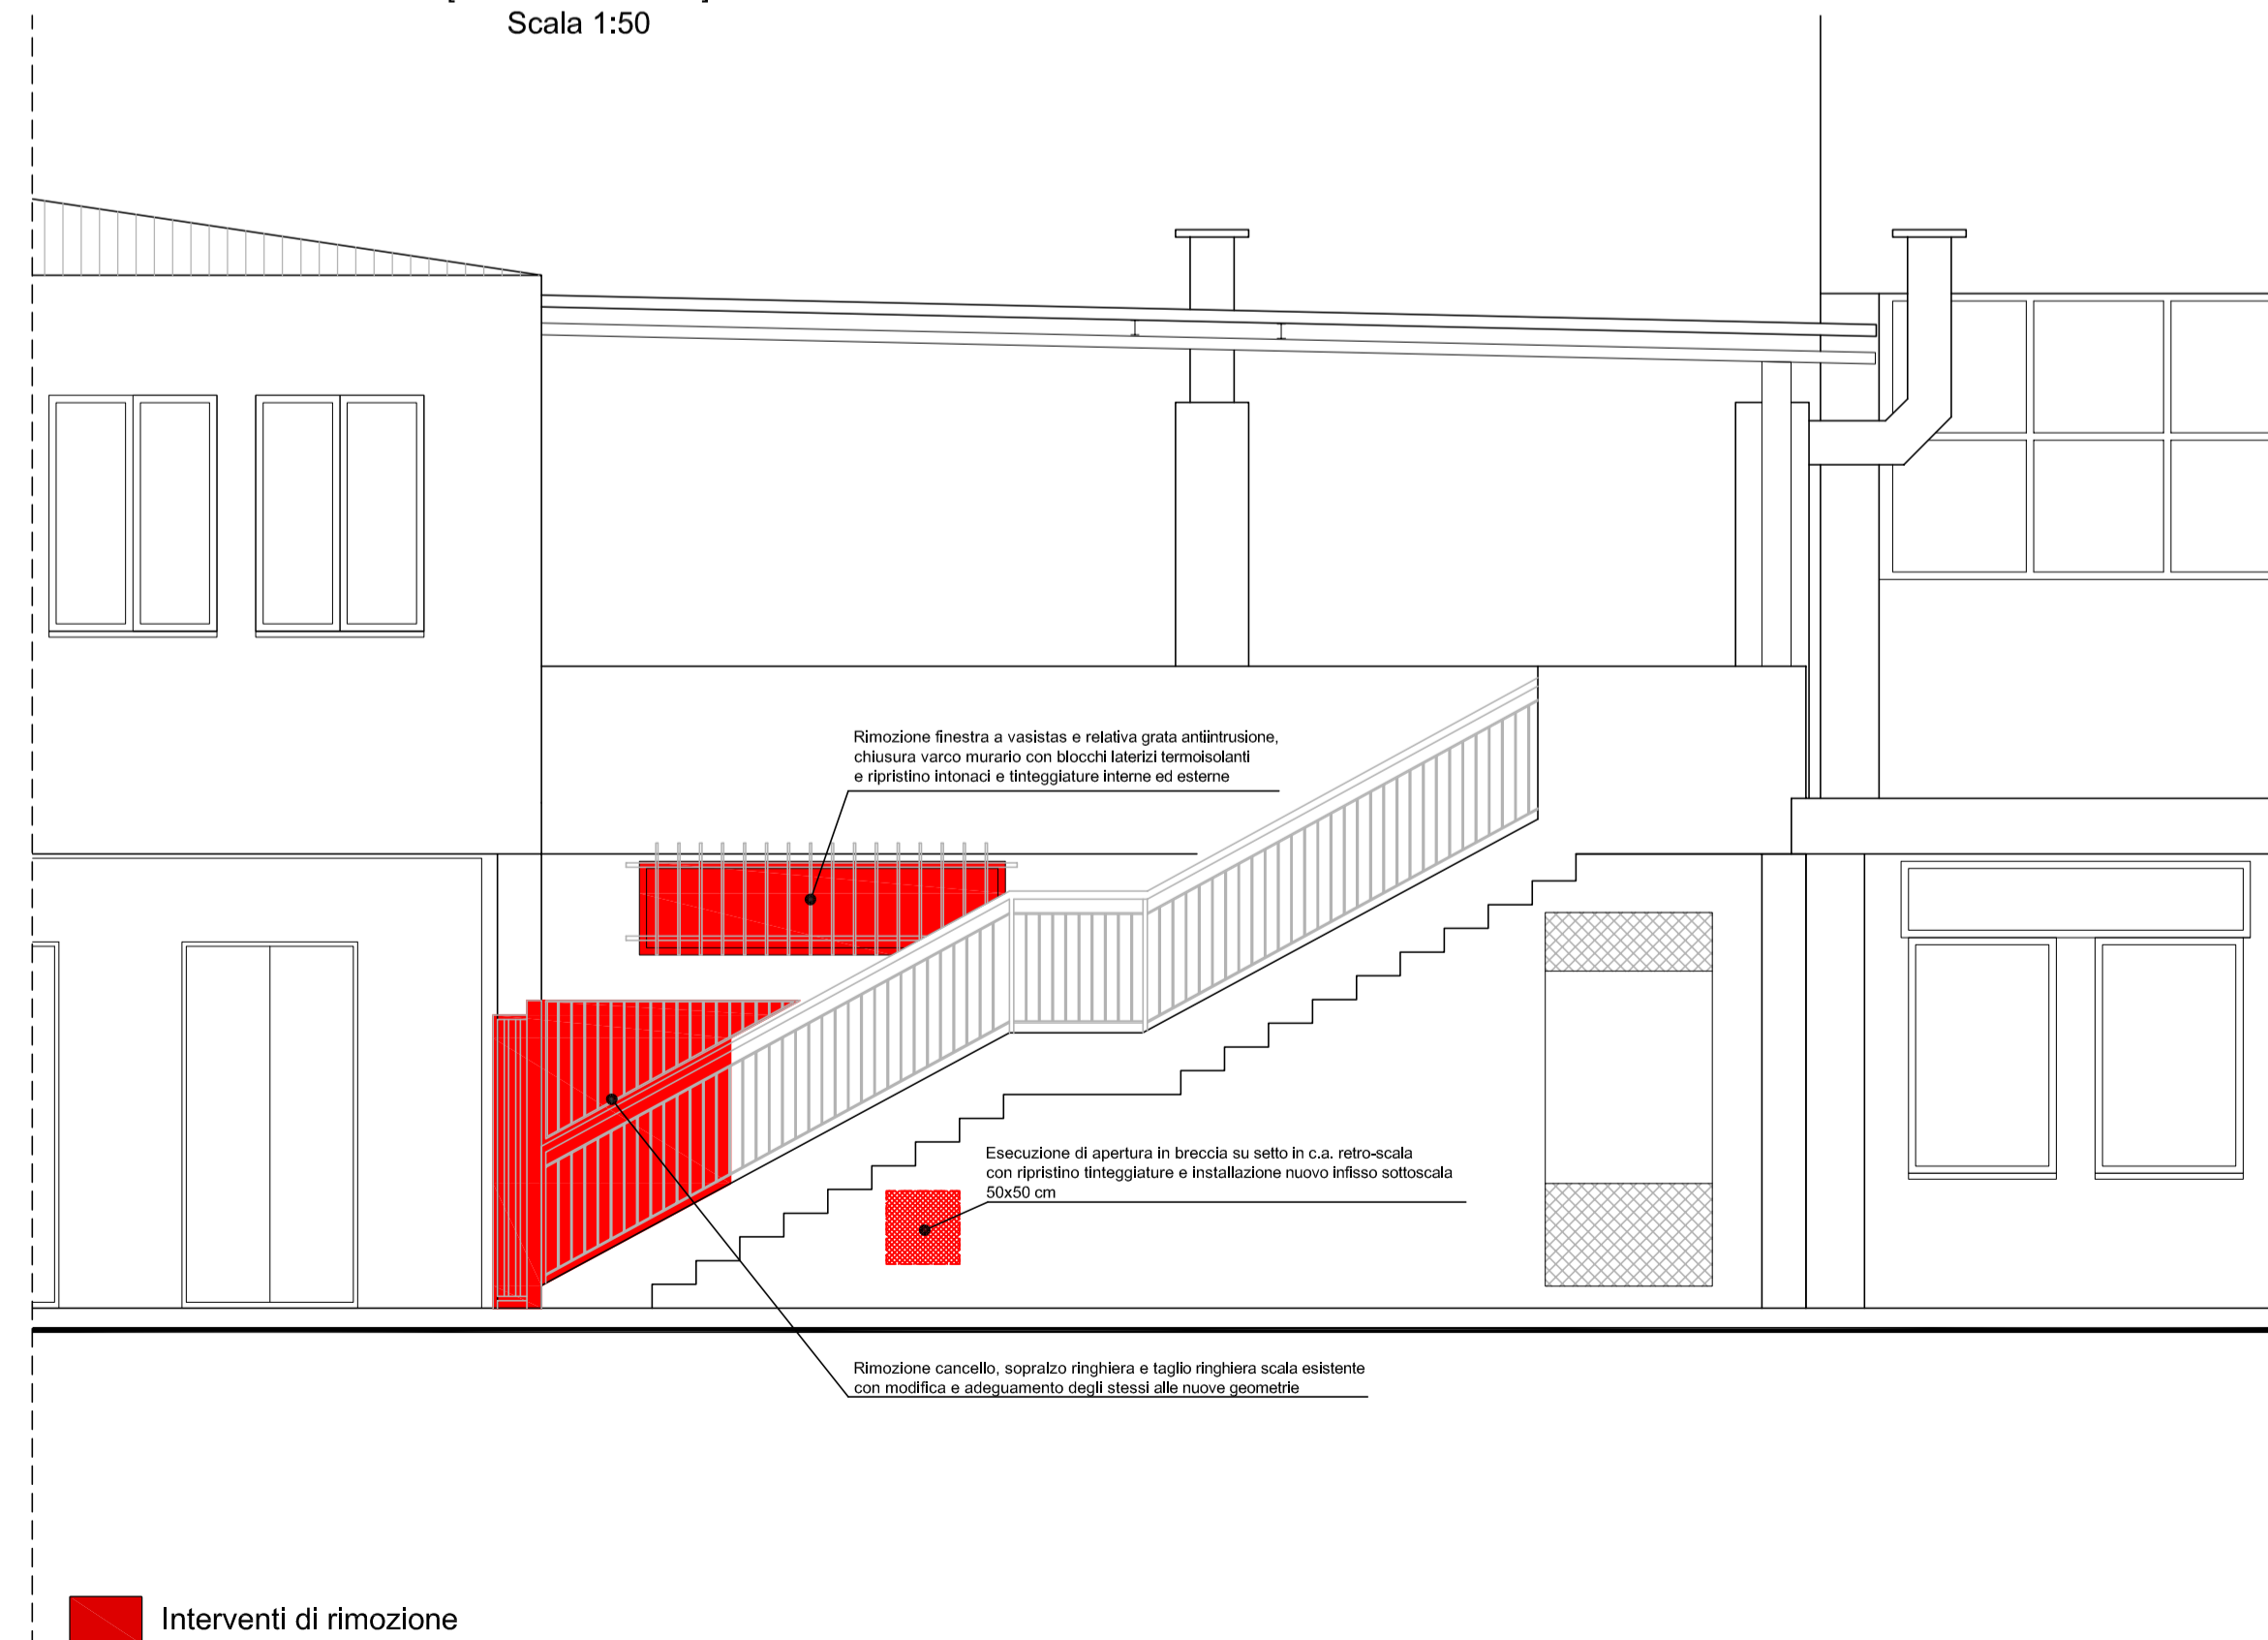 Scala 1:50
Rimozione finestra a vasistas e relativa grata antiintrusione,
chiusura varco murario con blocchi laterizi termoisolanti
e ripristino intonaci e tinteggiature interne ed esterne
Esecuzione di apertura in breccia su setto in c.a. retro-scala
con ripristino tinteggiature e installazione nuovo infisso sottoscala
50x50 cm
Rimozione cancello, sopralzo ringhiera e taglio ringhiera scala esistente
con modifica e adeguamento degli stessi alle nuove geometrie
Interventi di rimozione